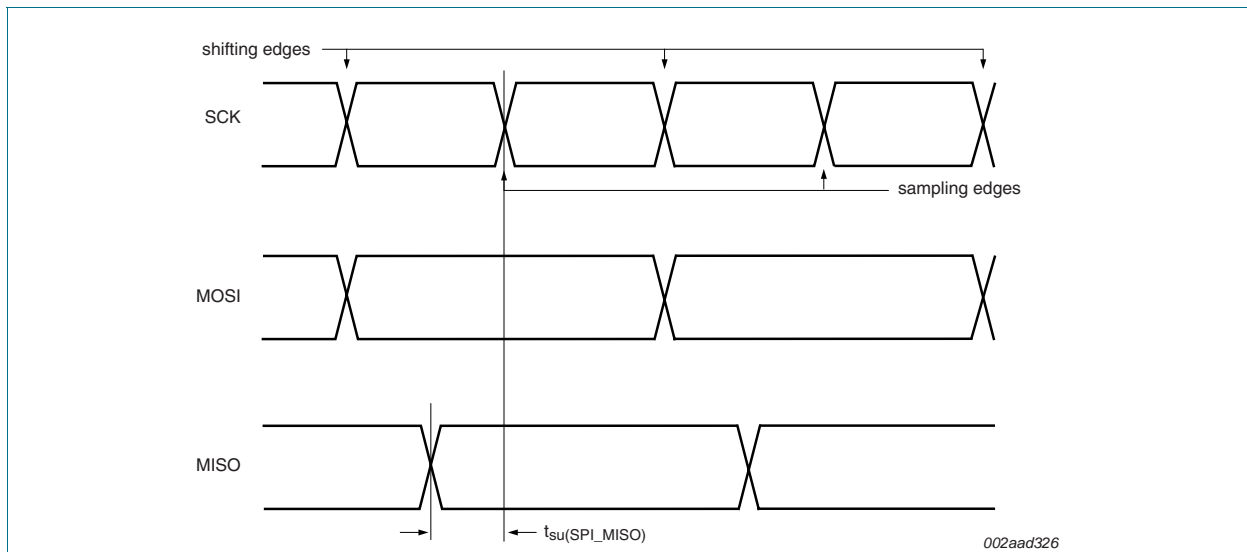 shifting edges
SCK
sampling edges
MOSI
MISO
tsu(SPI_MISO)
002aad326